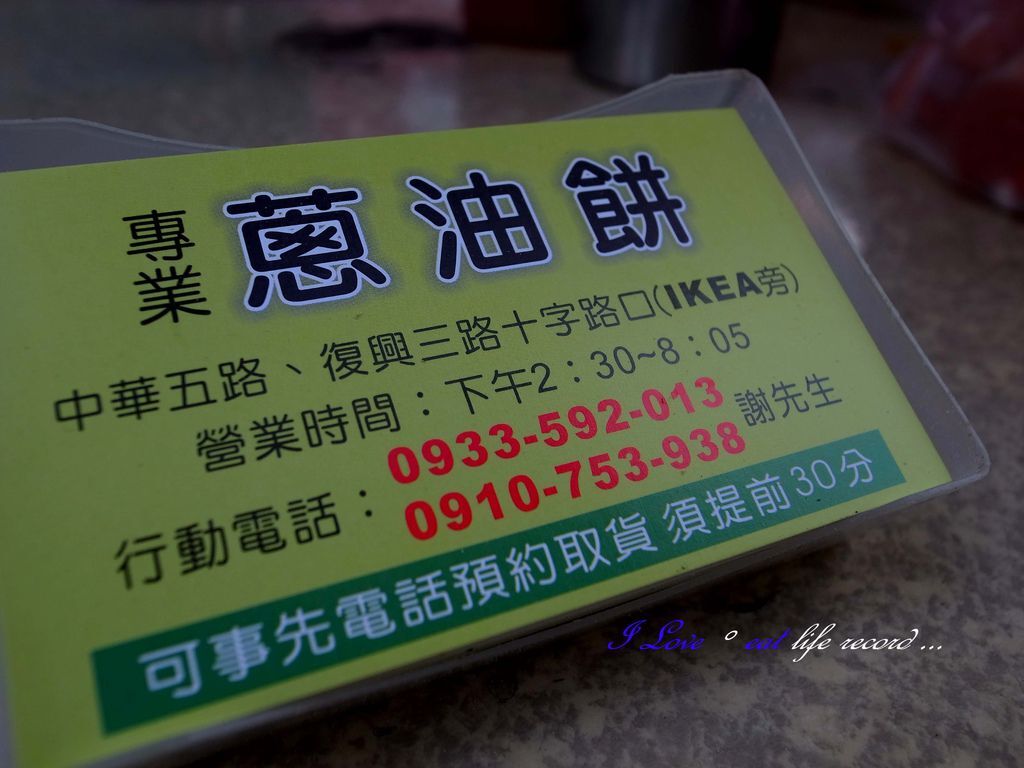 專業 蔥油餅
中華五路、復興三路十字路口(IKEA旁)
營業時間：下午2：30~8：05
行動電話：0933-592-013
0910-753-938 謝先生
可事先電話預約取貨 須提前30分
I Love ° eat life record ...